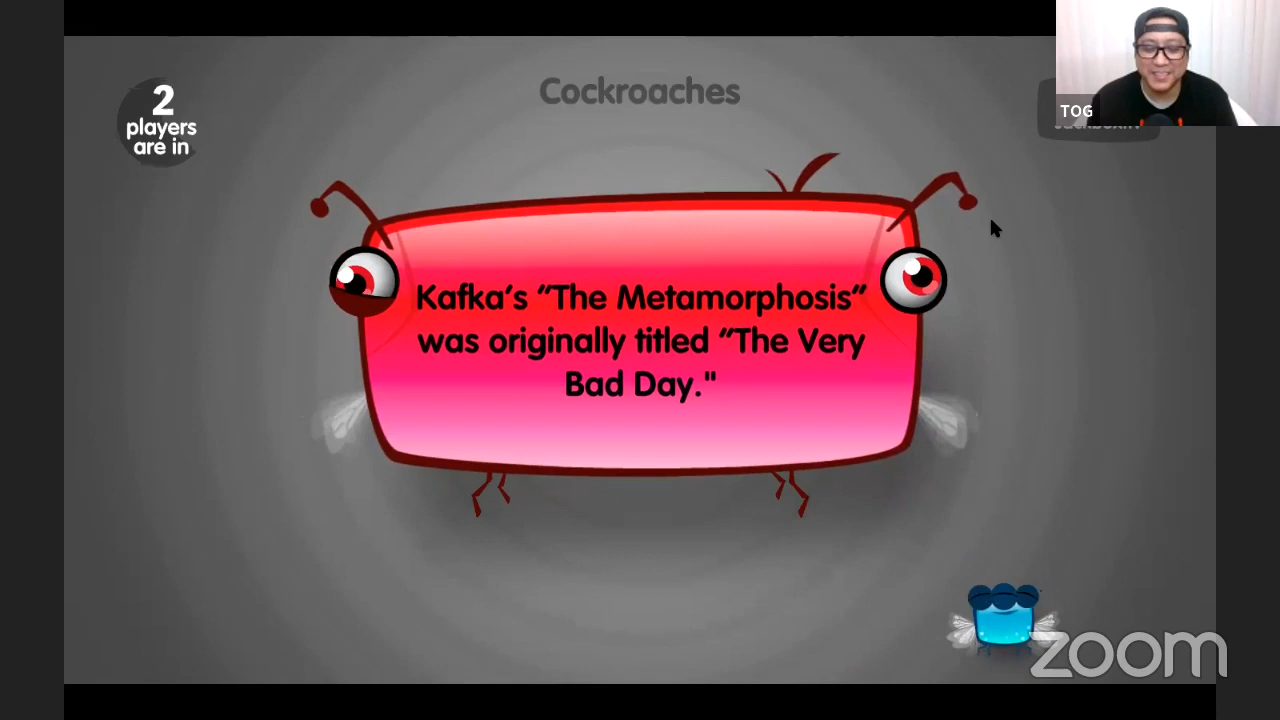 Cockroaches
2
players
are in
TOG
Kafka's “The Metamorphosis”
was originally titled “The Very
Bad Day."
zoom